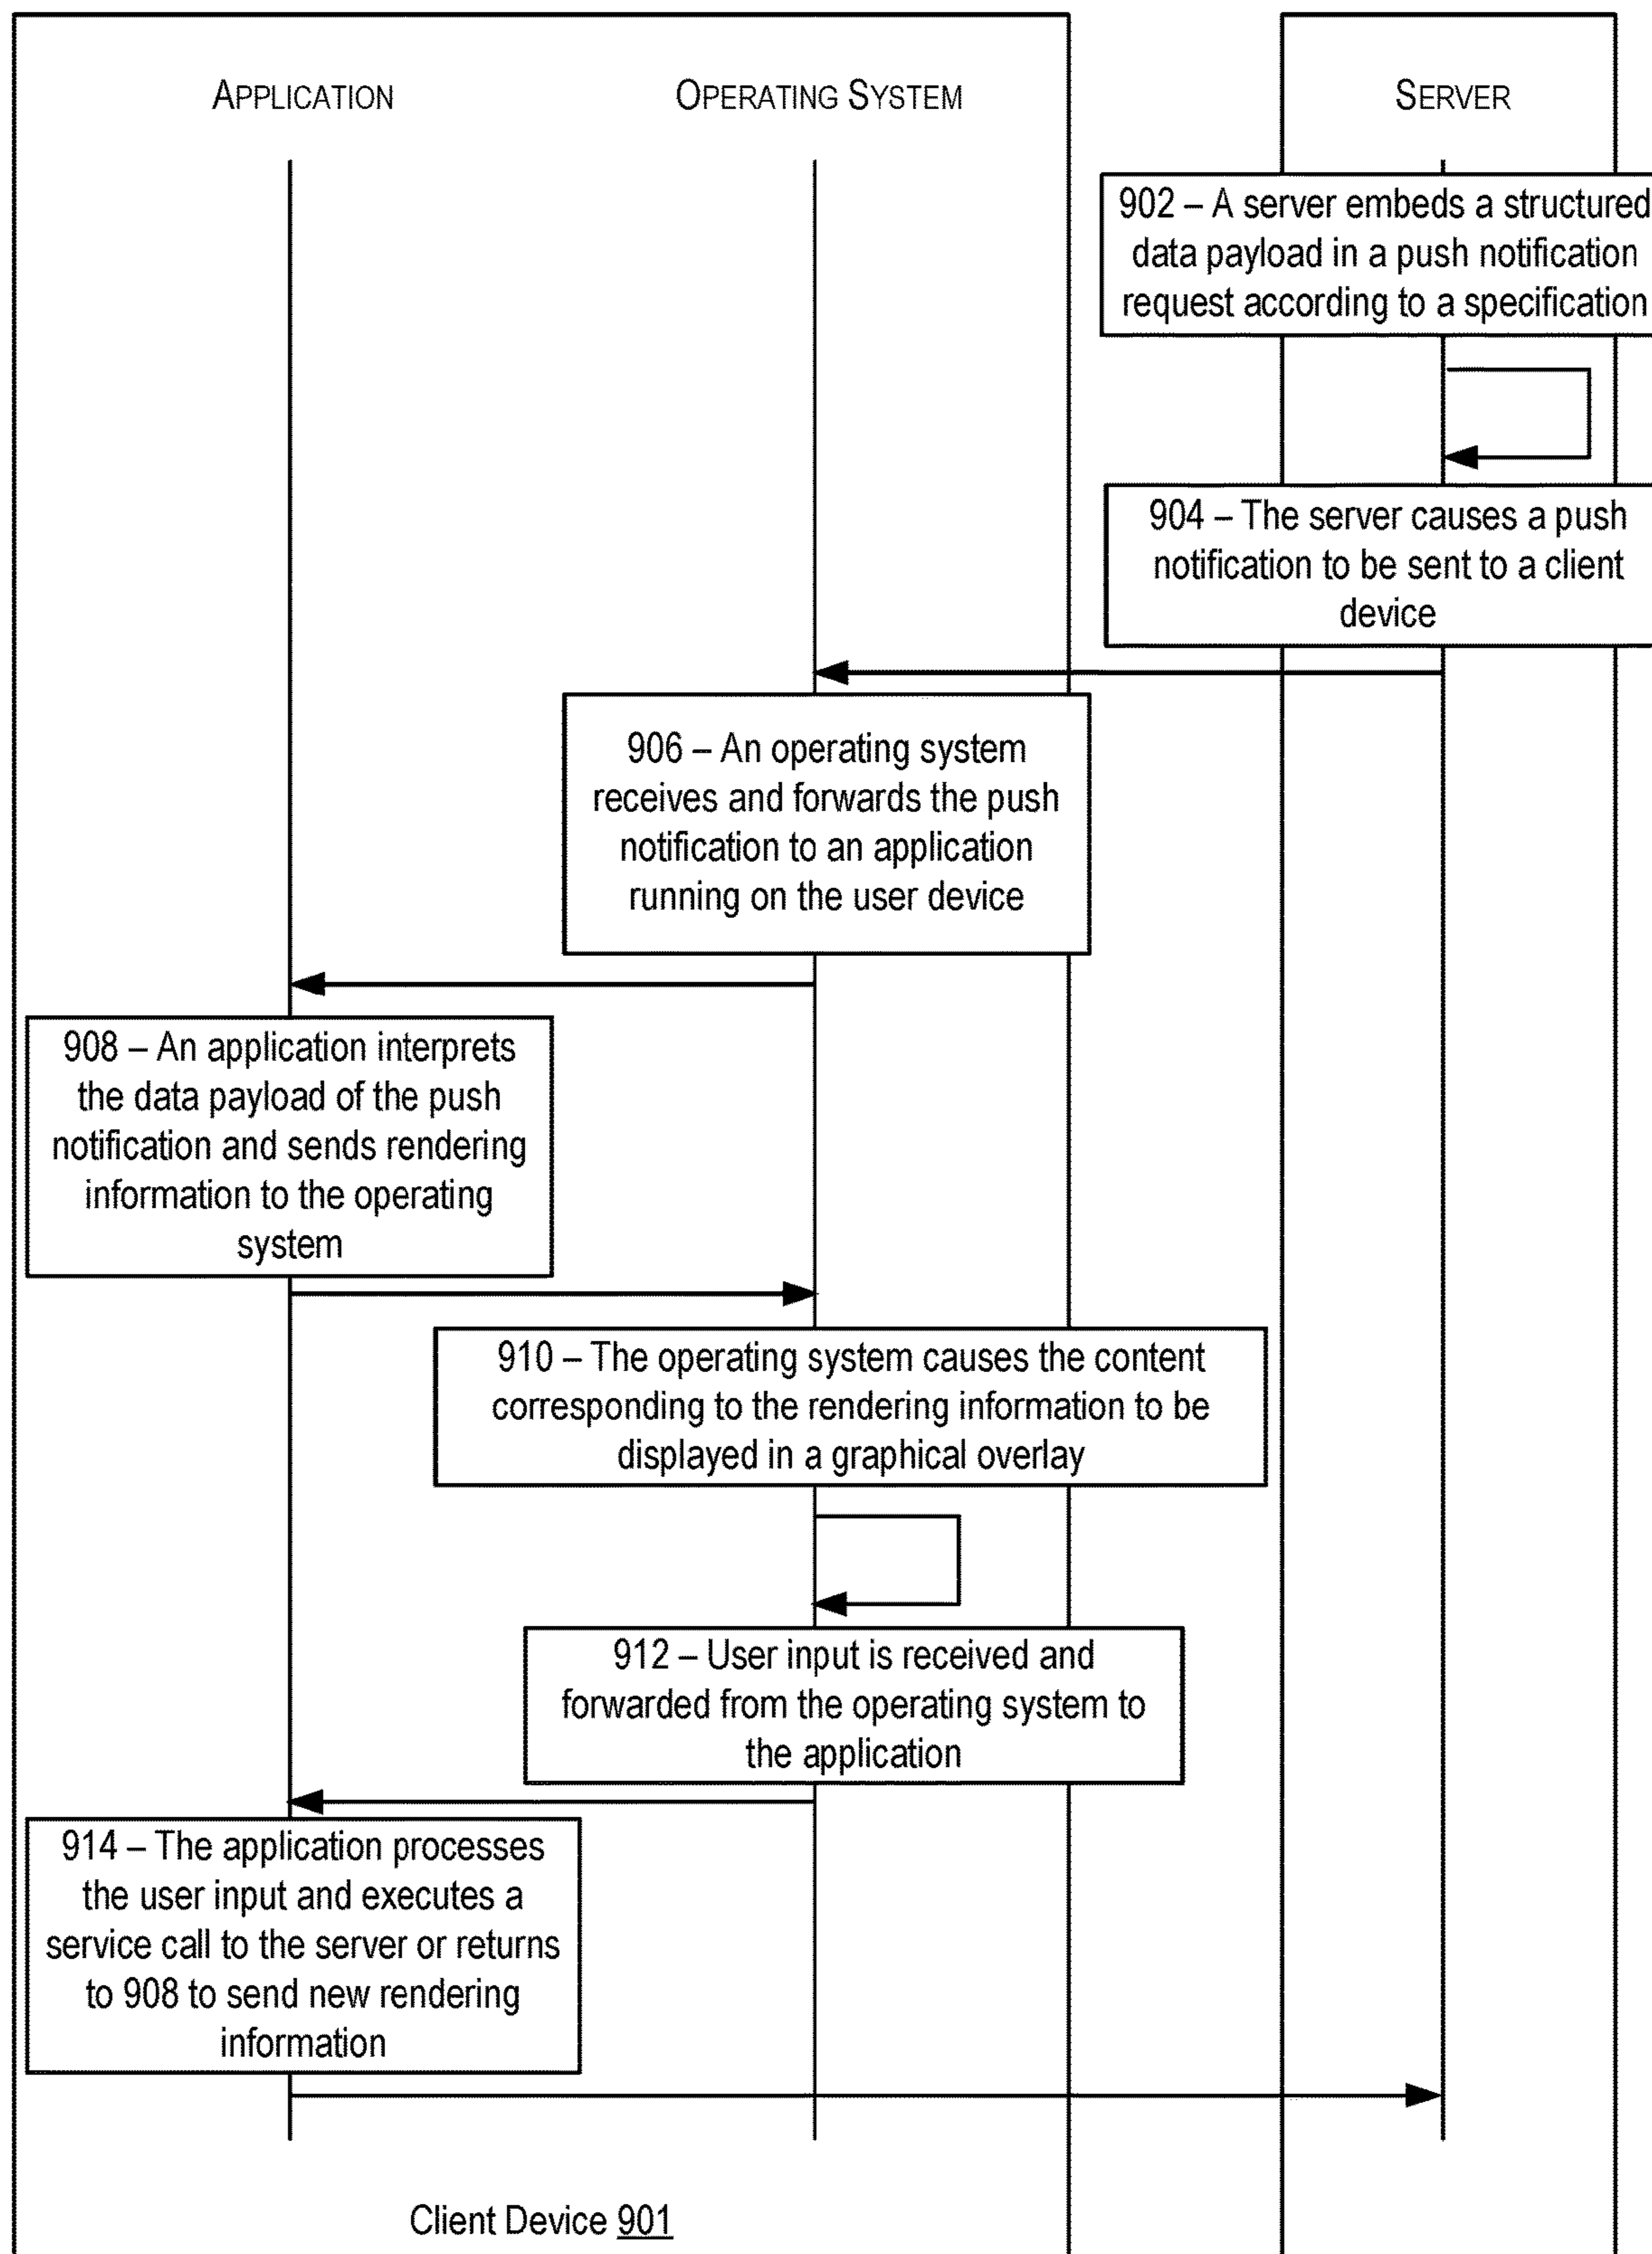 APPLICATION
OPERATING SYSTEM
SERVER
902 – A server embeds a structured
data payload in a push notification
request according to a specification
904 – The server causes a push
notification to be sent to a client
device
906 – An operating system
receives and forwards the push
notification to an application
running on the user device
908 – An application interprets
the data payload of the push
notification and sends rendering
information to the operating
system
910 – The operating system causes the content
corresponding to the rendering information to be
displayed in a graphical overlay
912 – User input is received and
forwarded from the operating system to
the application
914 – The application processes
the user input and executes a
service call to the server or returns
to 908 to send new rendering
information
Client Device 901